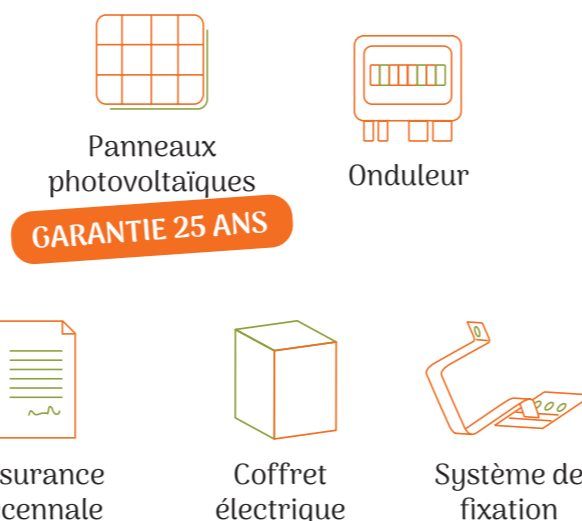 Panneaux
photovoltaïques
GARANTIE 25 ANS
Onduleur
surance
cennale
Coffret
électrique
Système de
fixation